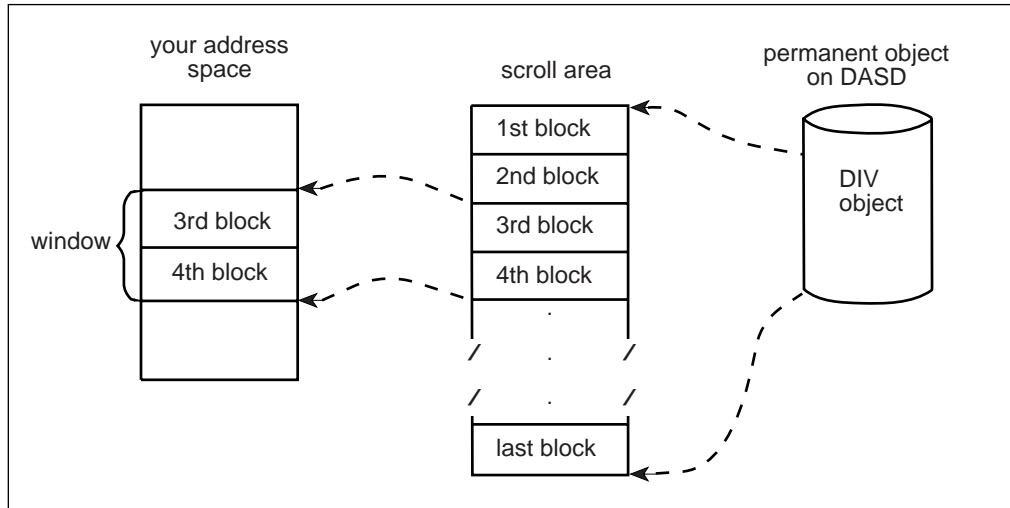 your address
space
3rd block
4th block
window
scroll area
1st block
2nd block
3rd block
4th block
.
/ . /
/ . /
last block
permanent object
on DASD
DIV
object